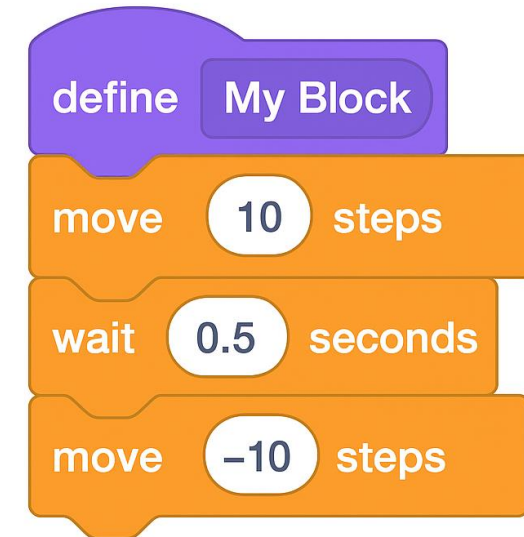 define My Block
move 10 steps
wait 0.5 seconds
move −10 steps